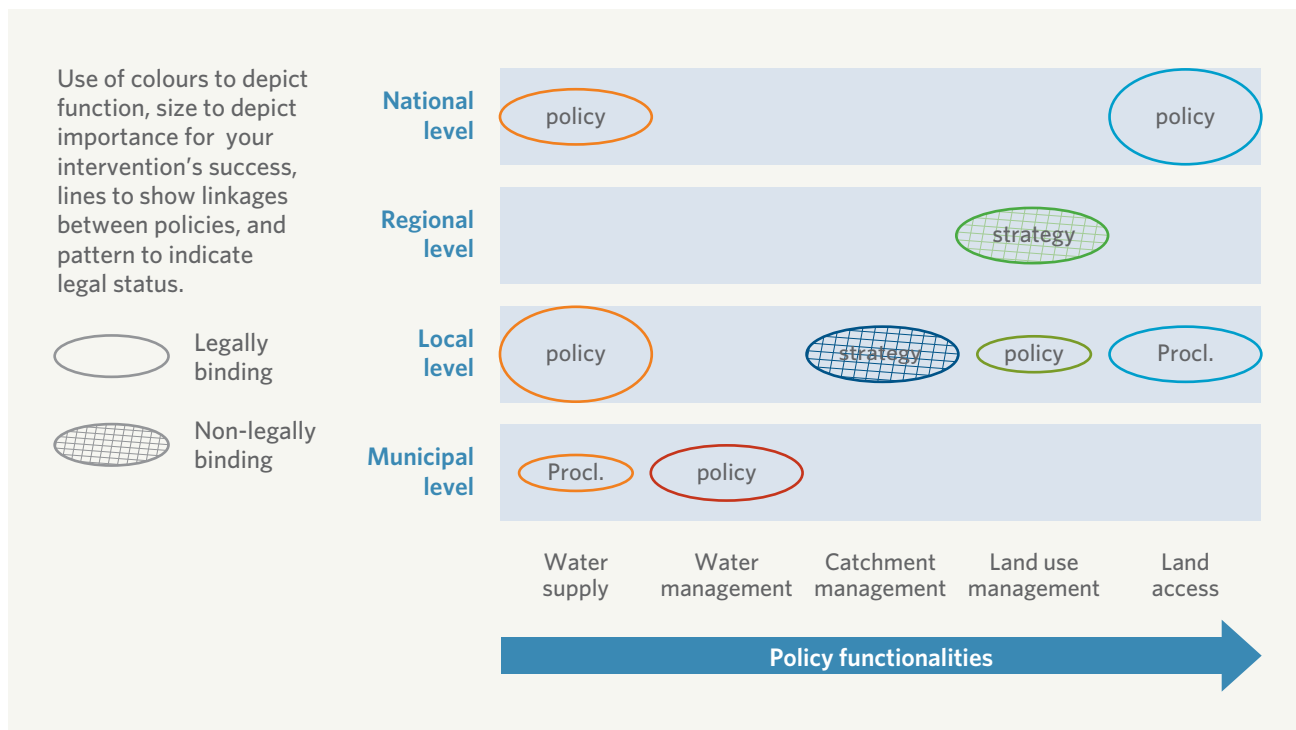 Use of colours to depict
function, size to depict
importance for your
intervention's success,
lines to show linkages
between policies, and
pattern to indicate
legal status.
Legally
binding
Non-legally
binding
National
level
policy
policy
Regional
level
strategy
Local
level
policy
strategy
policy
Procl.
Municipal
level
Procl.
policy
Water
supply
Water
management
Catchment
management
Land use
management
Land
access
Policy functionalities